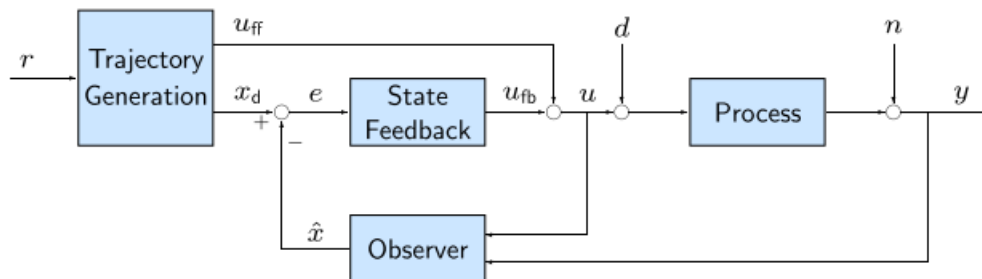 u_ff
d
n
r
Trajectory
Generation
x_d
e
State
Feedback
u_fb
u
Process
y
+
−
x̂
Observer